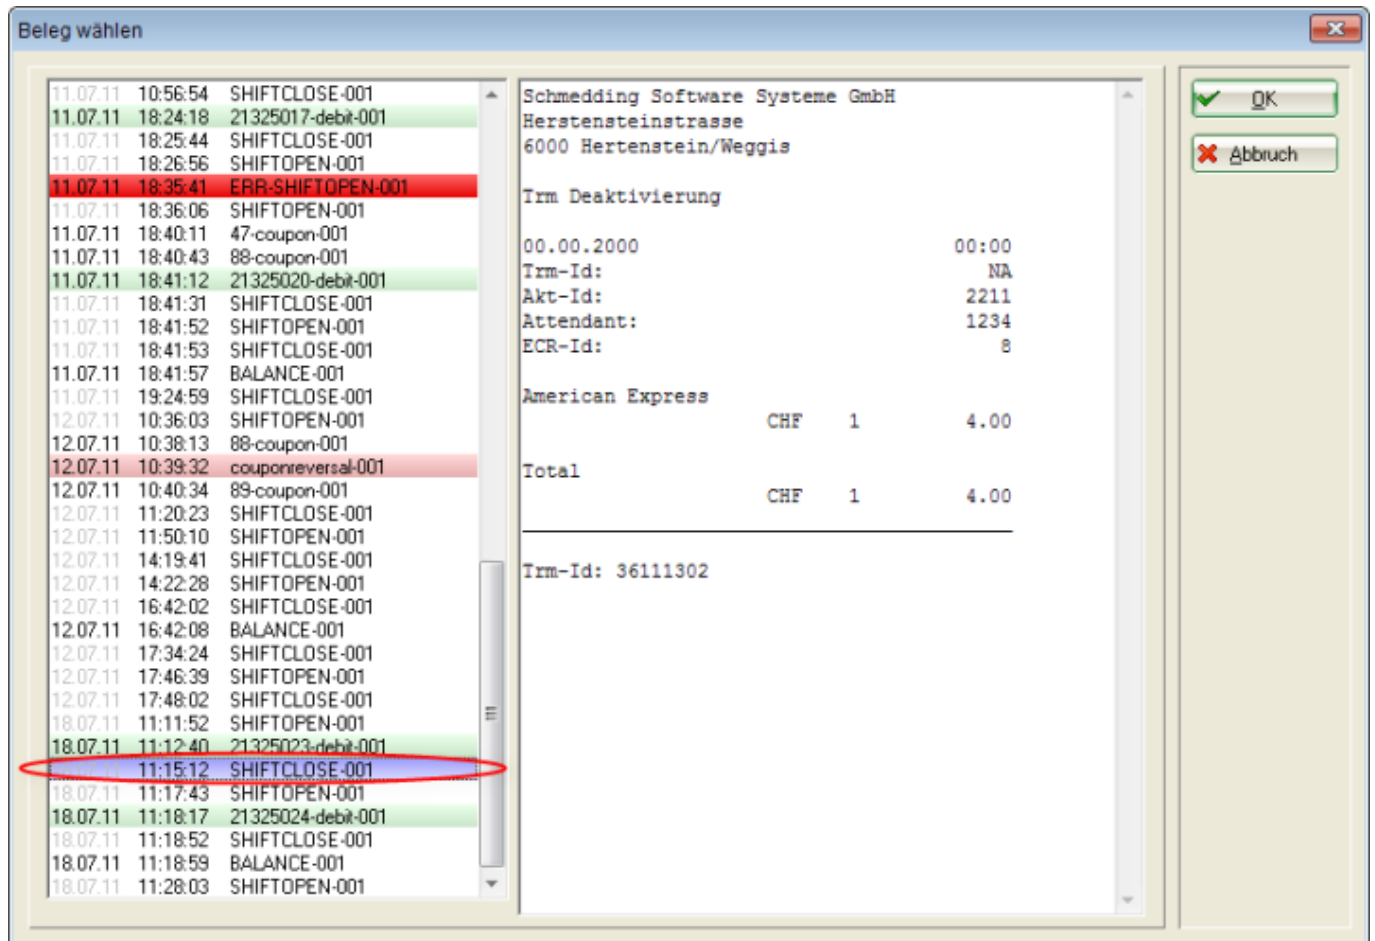 Beleg wählen
11.07.11 10:56:54 SHIFTCLOSE-001
11.07.11 18:24:18 21325017-debit-001
11.07.11 18:25:44 SHIFTCLOSE-001
11.07.11 18:26:56 SHIFTOPEN-001
11.07.11 18:35:41 ERR-SHIFTOPEN-001
11.07.11 18:36:06 SHIFTOPEN-001
11.07.11 18:40:11 47-coupon-001
11.07.11 18:40:43 88-coupon-001
11.07.11 18:41:12 21325020-debit-001
11.07.11 18:41:31 SHIFTCLOSE-001
11.07.11 18:41:52 SHIFTOPEN-001
11.07.11 18:41:53 SHIFTCLOSE-001
11.07.11 18:41:57 BALANCE-001
11.07.11 19:24:59 SHIFTCLOSE-001
12.07.11 10:36:03 SHIFTOPEN-001
12.07.11 10:38:13 88-coupon-001
12.07.11 10:39:32 couponreversal-001
12.07.11 10:40:34 89-coupon-001
12.07.11 11:20:23 SHIFTCLOSE-001
12.07.11 11:50:10 SHIFTOPEN-001
12.07.11 14:19:41 SHIFTCLOSE-001
12.07.11 14:22:28 SHIFTOPEN-001
12.07.11 16:42:02 SHIFTCLOSE-001
12.07.11 16:42:08 BALANCE-001
12.07.11 17:34:24 SHIFTCLOSE-001
12.07.11 17:46:39 SHIFTOPEN-001
12.07.11 17:48:02 SHIFTCLOSE-001
18.07.11 11:11:52 SHIFTOPEN-001
18.07.11 11:12:40 21325023-debit-001
11:15:12 SHIFTCLOSE-001
18.07.11 11:17:43 SHIFTOPEN-001
18.07.11 11:18:17 21325024-debit-001
18.07.11 11:18:52 SHIFTCLOSE-001
18.07.11 11:18:59 BALANCE-001
18.07.11 11:28:03 SHIFTOPEN-001
Schmedding Software Systeme GmbH
Herstensteinstrasse
6000 Hertenstein/Weggis
Trm Deaktivierung
00.00.2000 00:00
Trm-Id: NA
Akt-Id: 2211
Attendant: 1234
ECR-Id: 8
American Express
CHF 1 4.00
Total
CHF 1 4.00
Trm-Id: 36111302
OK
Abbruch